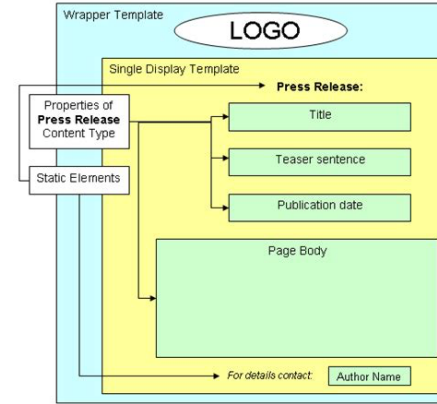 Wrapper Template
LOGO
Single Display Template
Press Release:
Properties of
Press Release
Content Type
Title
Static Elements
Teaser sentence
Publication date
Page Body
For details contact:
Author Name